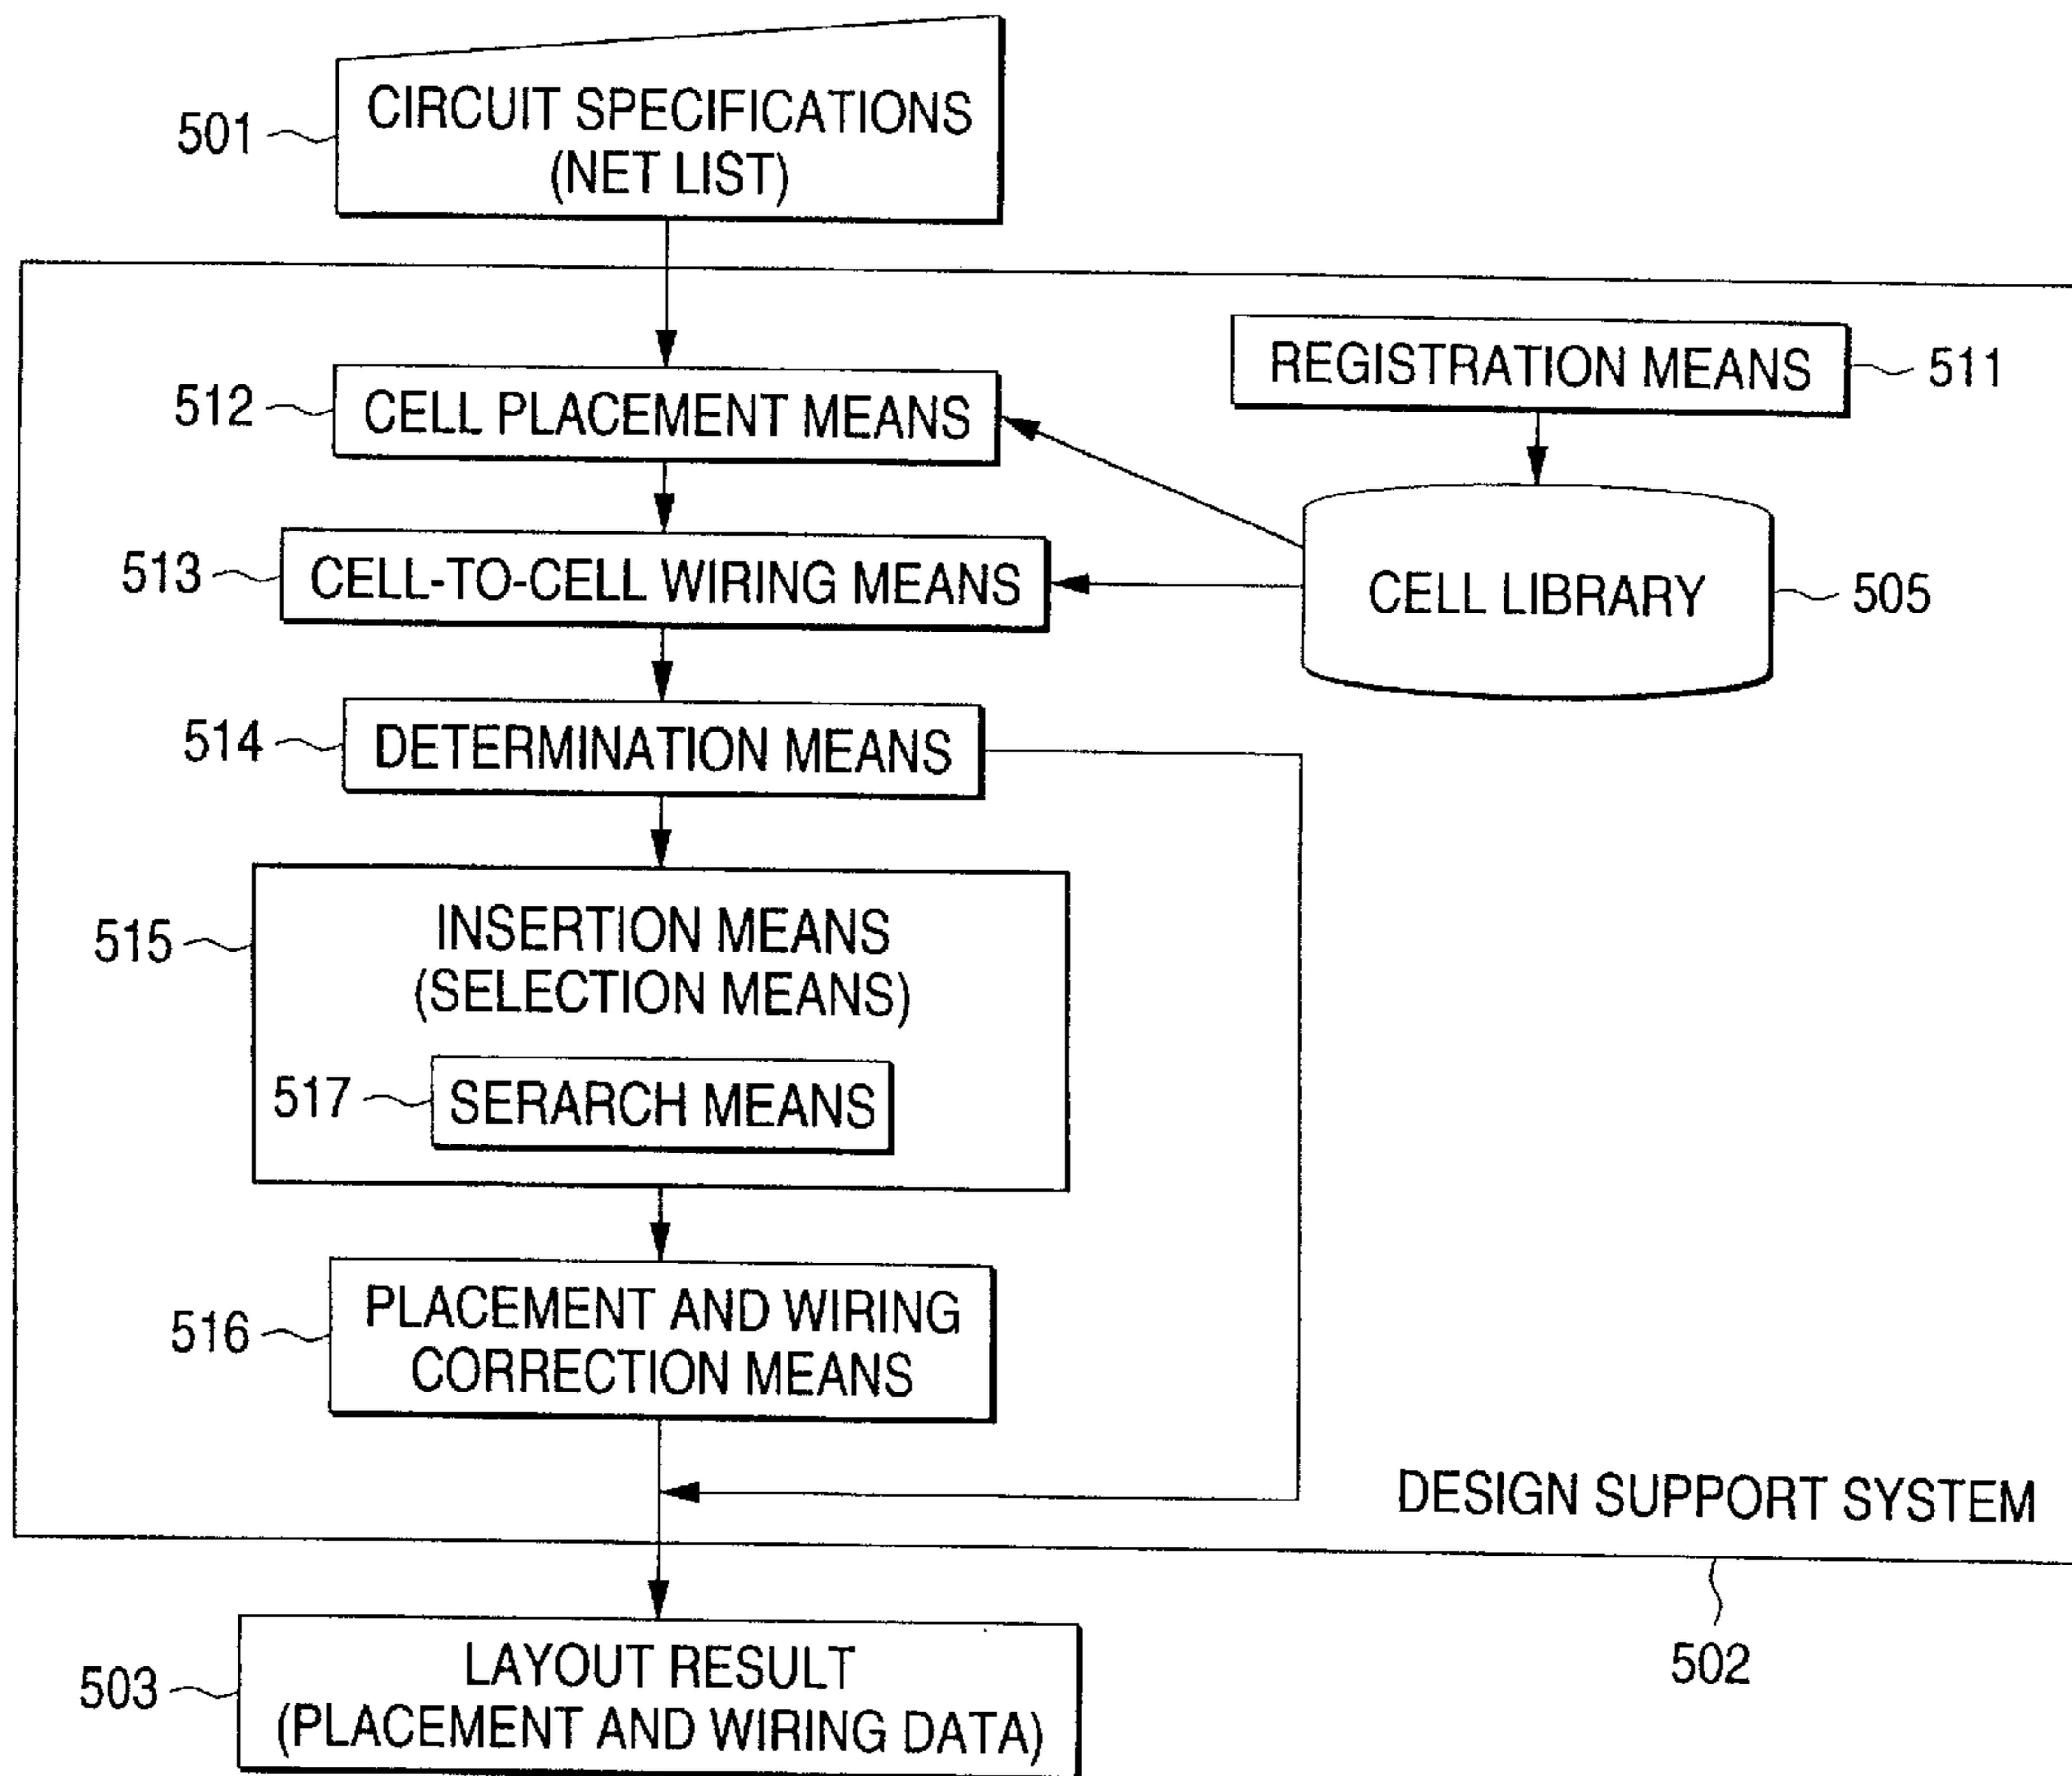 CIRCUIT SPECIFICATIONS
(NET LIST)
501
REGISTRATION MEANS
511
512
CELL PLACEMENT MEANS
513
CELL-TO-CELL WIRING MEANS
CELL LIBRARY
505
514
DETERMINATION MEANS
515
INSERTION MEANS
(SELECTION MEANS)
517
SERARCH MEANS
516
PLACEMENT AND WIRING
CORRECTION MEANS
DESIGN SUPPORT SYSTEM
502
503
LAYOUT RESULT
(PLACEMENT AND WIRING DATA)